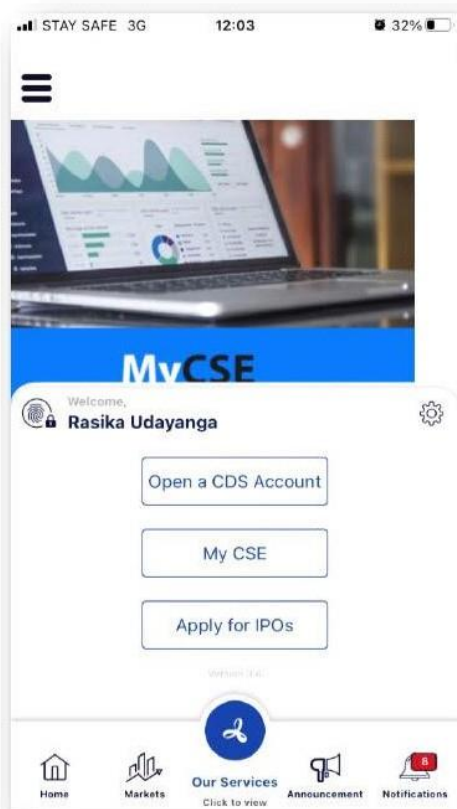 STAY SAFE 3G 12:03 32%
MyCSE
Welcome,
Rasika Udayanga
Open a CDS Account
My CSE
Apply for IPOs
8
Home
Markets
Our Services
Click to view
Announcement
Notifications